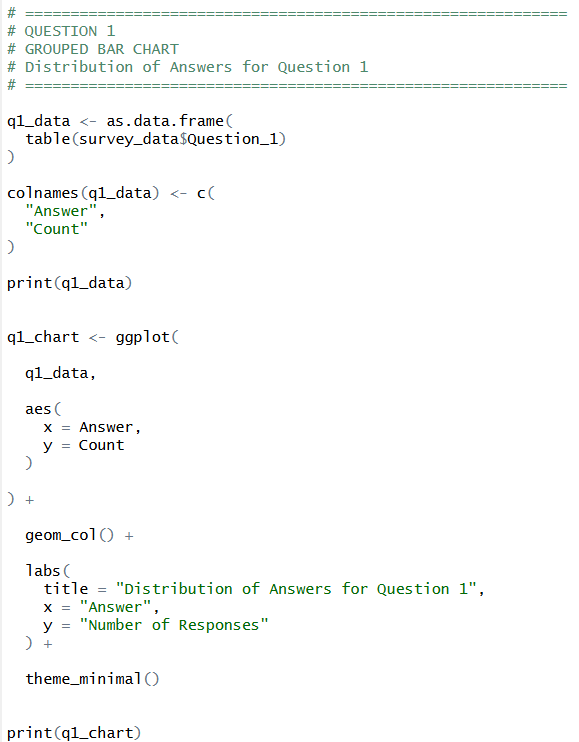 # ============================================================
# QUESTION 1
# GROUPED BAR CHART
# Distribution of Answers for Question 1
# ============================================================
q1_data <- as.data.frame(
  table(survey_data$Question_1)
)
colnames(q1_data) <- c(
  "Answer",
  "Count"
)
print(q1_data)
q1_chart <- ggplot(
  q1_data,
  aes(
    x = Answer,
    y = Count
  )
) +
  geom_col() +
  labs(
    title = "Distribution of Answers for Question 1",
    x = "Answer",
    y = "Number of Responses"
  ) +
  theme_minimal()
print(q1_chart)